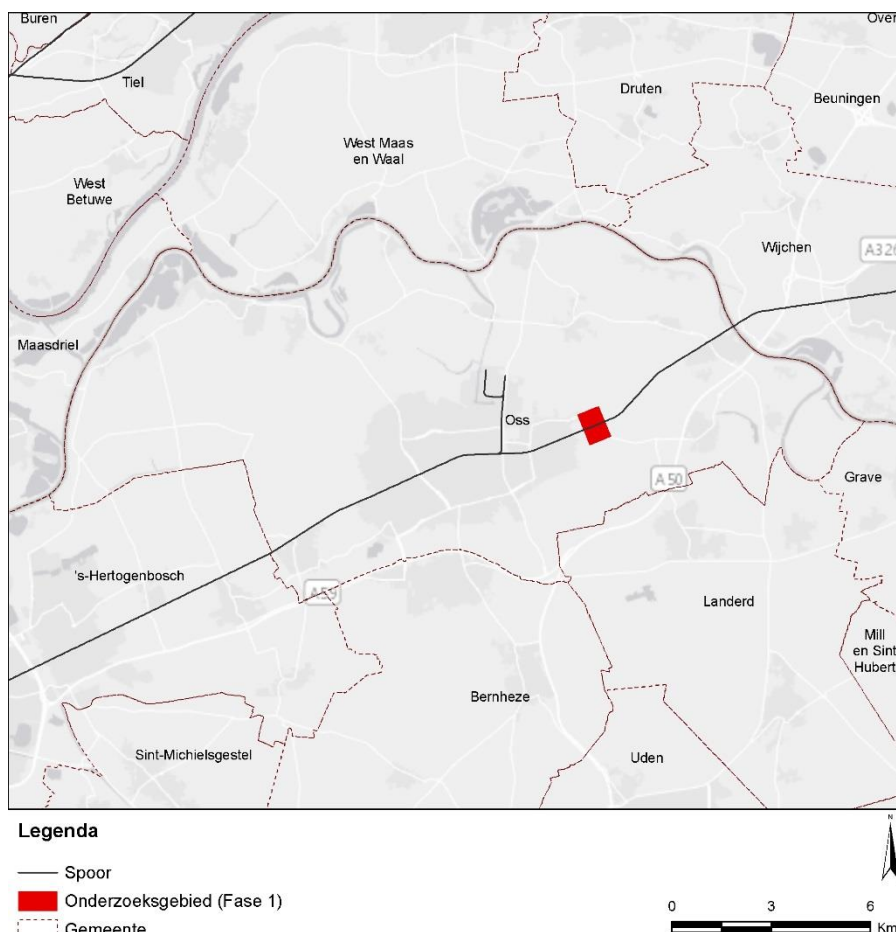 Buren
Over
Tiel
Druten
Beuningen
West Maas
en Waal
West
Betuwe
Wijchen
A326
Maasdriel
Oss
A 50
Grave
's-Hertogenbosch
A59
Landerd
Mill
en Sint
Hubert
Bernheze
Sint-Michielsgestel
Uden
Legenda
N
Spoor
Onderzoeksgebied (Fase 1)
Gemeente
0 3 6
Km